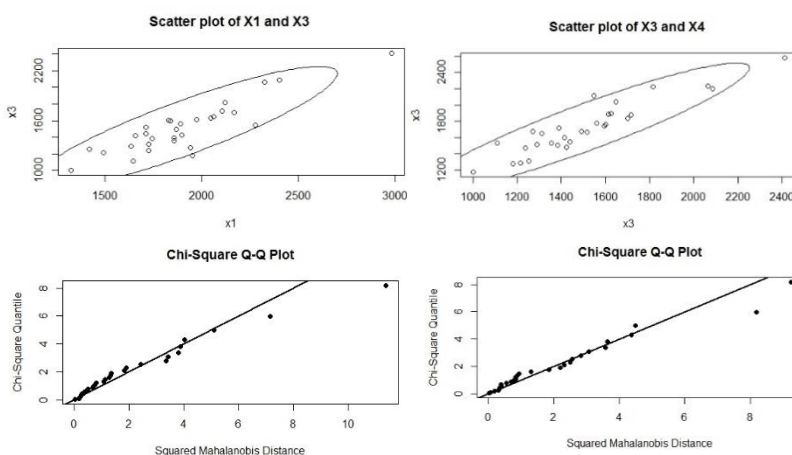 Scatter plot of X1 and X3
x3
1000 1600 2200
1500 2000 2500 3000
x1
Scatter plot of X3 and X4
1200 1800 2400
1000 1200 1400 1600 1800 2000 2200 2400
x3
Chi-Square Q-Q Plot
Chi-Square Quantile
0 2 4 6 8
0 2 4 6 8 10
Squared Mahalanobis Distance
Chi-Square Q-Q Plot
Chi-Square Quantile
0 2 4 6 8
0 2 4 6 8
Squared Mahalanobis Distance